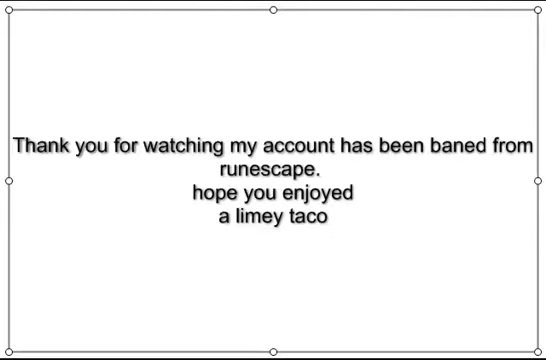 Thank you for watching my account has been baned from
runescape.
hope you enjoyed
a limey taco